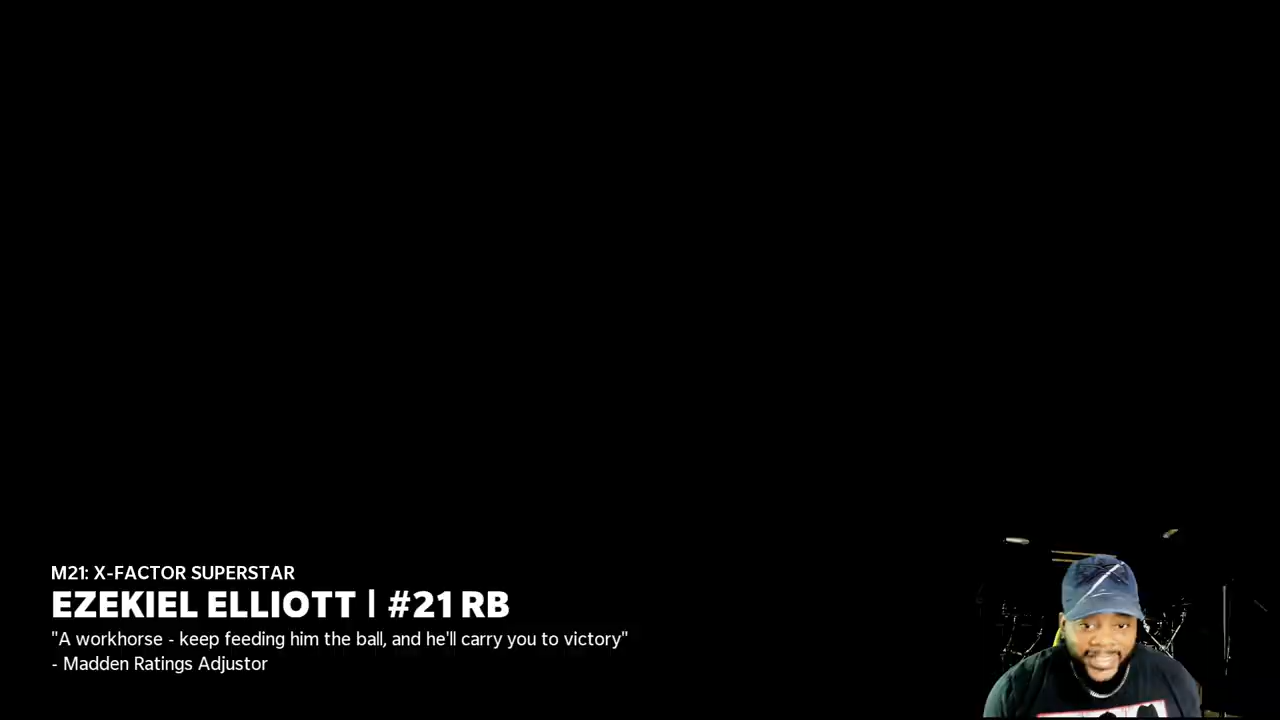 M21: X-FACTOR SUPERSTAR
EZEKIEL ELLIOTT | #21 RB
"A workhorse - keep feeding him the ball, and he'll carry you to victory"
- Madden Ratings Adjustor